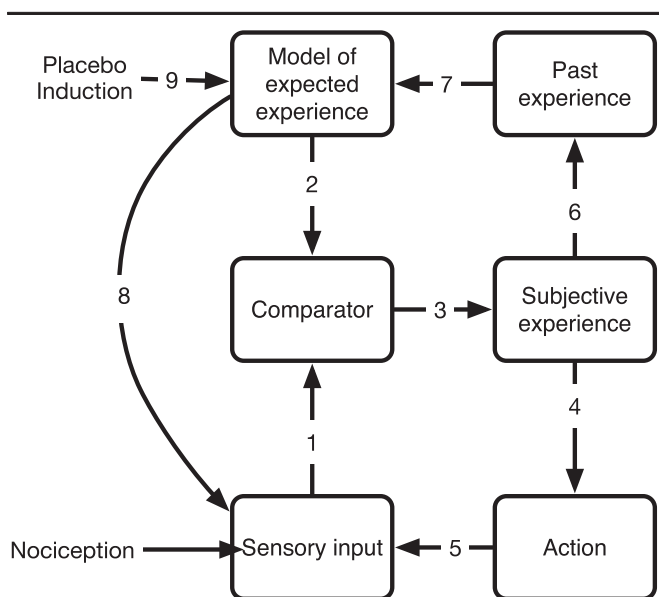 Placebo
Induction
9
Model of
expected
experience
7
Past
experience
2
6
8
Comparator
3
Subjective
experience
1
4
Nociception
Sensory input
5
Action